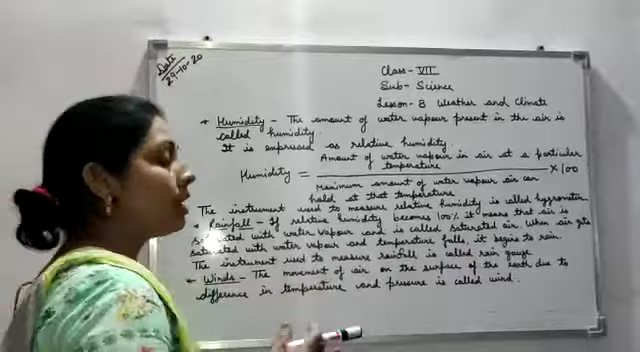 Date
29-10-20
Class - VII
Sub - Science
Lesson - 8 Weather and Climate
* Humidity - The amount of water vapour present in the air is
called humidity.
It is expressed as relative humidity.
Humidity = Amount of water vapour in air at a particular
temperature
× 100
Maximum amount of water vapour air can
hold at that temperature
The instrument used to measure relative humidity is called hygrometer.
* Rainfall - If relative humidity becomes 100% it means that air is
saturated with water vapour and is called saturated air. When air gets
saturated with water vapour and temperature falls, it begins to rain.
The instrument used to measure rainfall is called rain gauge.
* Winds - The movement of air on the surface of the earth due to
difference in temperature and pressure is called wind.